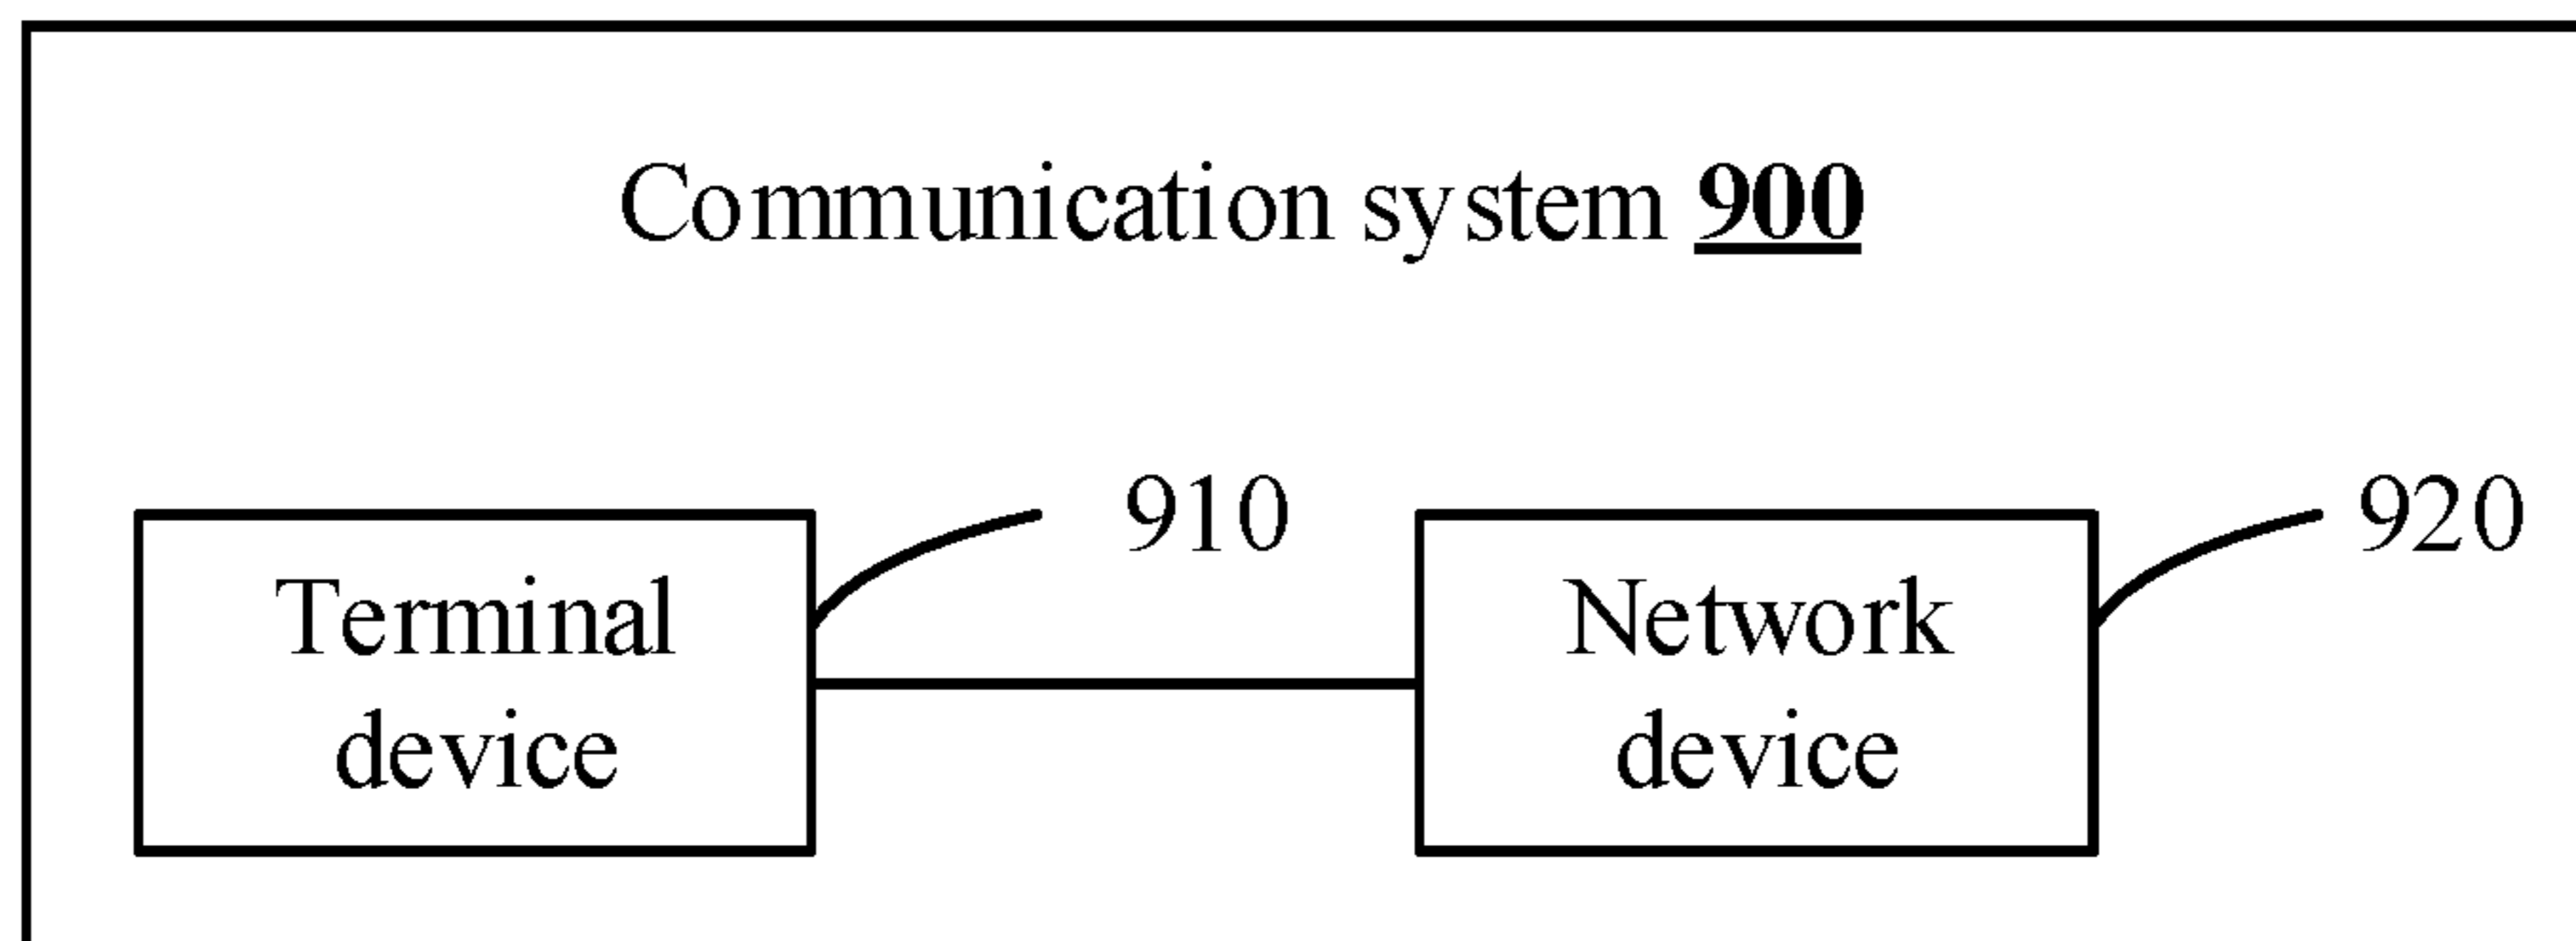 Communication system 900
910
920
Terminal
device
Network
device